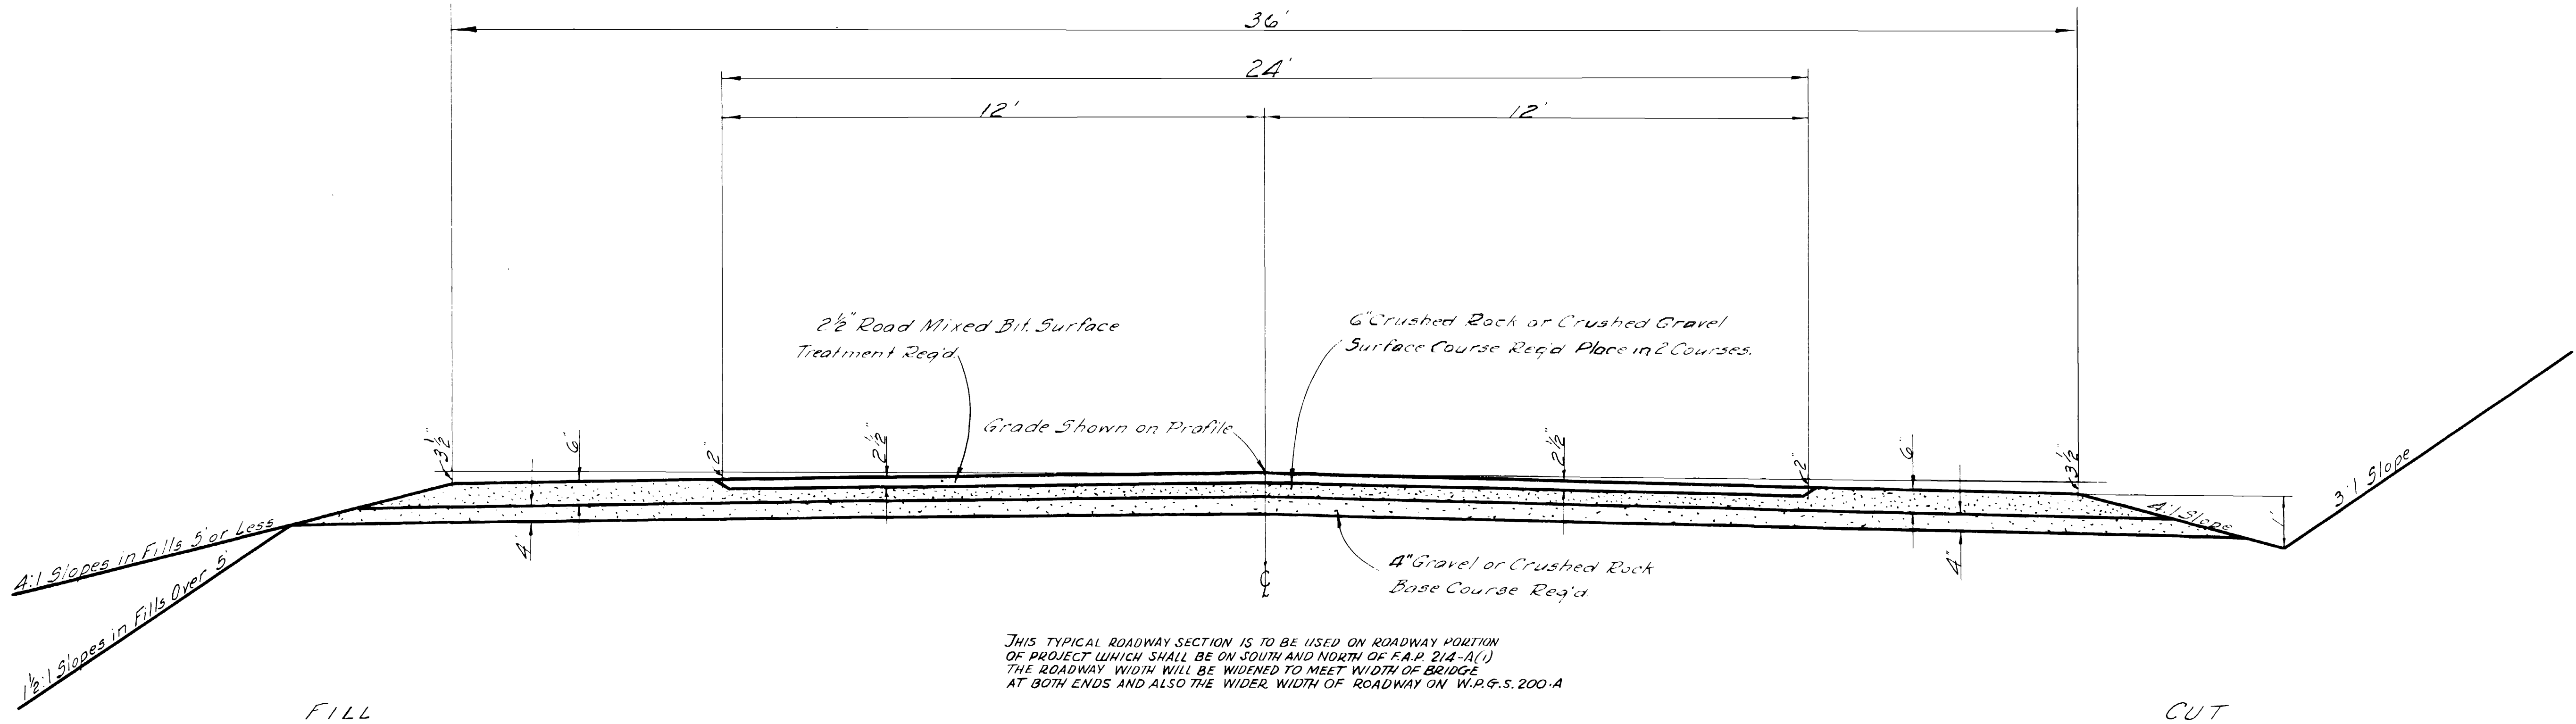 36'
24'
12'
12'
2½" Road Mixed Bit. Surface
Treatment Req'd.
6" Crushed Rock or Crushed Gravel
Surface Course Req'd Place in 2 Courses.
Grade Shown on Profile
3½"
6"
2"
2½"
2½"
2"
6"
3½"
4:1 Slopes in Fills 5' or Less
1½:1 Slopes in Fills Over 5'
4"
4"
4:1 Slope
1'
3:1 Slope
4" Gravel or Crushed Rock
Base Course Req'd.
CL
THIS TYPICAL ROADWAY SECTION IS TO BE USED ON ROADWAY PORTION
OF PROJECT WHICH SHALL BE ON SOUTH AND NORTH OF F.A.P. 214-A(1)
THE ROADWAY WIDTH WILL BE WIDENED TO MEET WIDTH OF BRIDGE
AT BOTH ENDS AND ALSO THE WIDER WIDTH OF ROADWAY ON W.P.G.S. 200-A
FILL
CUT